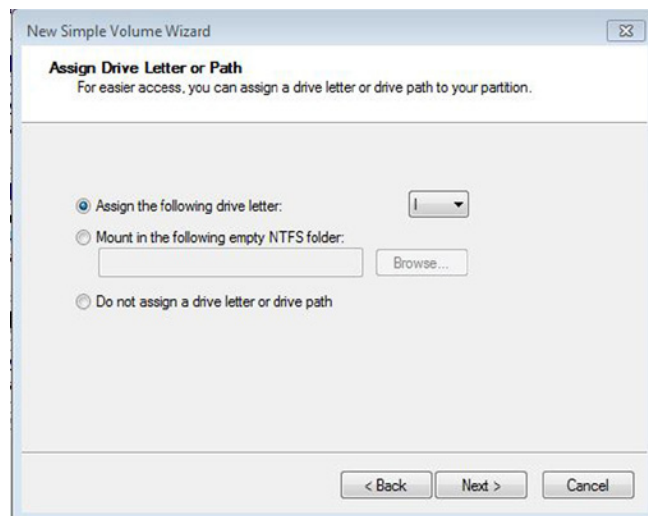 New Simple Volume Wizard
Assign Drive Letter or Path
For easier access, you can assign a drive letter or drive path to your partition.
Assign the following drive letter: I
Mount in the following empty NTFS folder:
Browse...
Do not assign a drive letter or drive path
< Back Next > Cancel